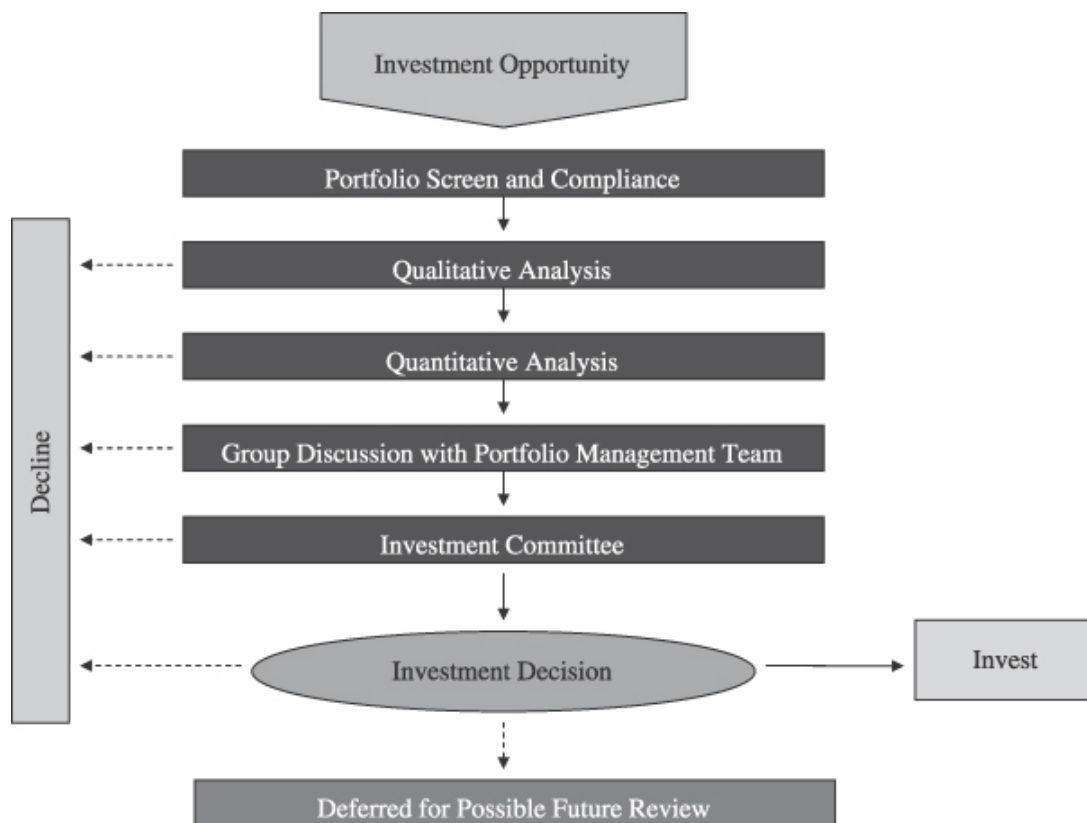 Investment Opportunity
Portfolio Screen and Compliance
Qualitative Analysis
Quantitative Analysis
Group Discussion with Portfolio Management Team
Investment Committee
Decline
Investment Decision
Invest
Deferred for Possible Future Review